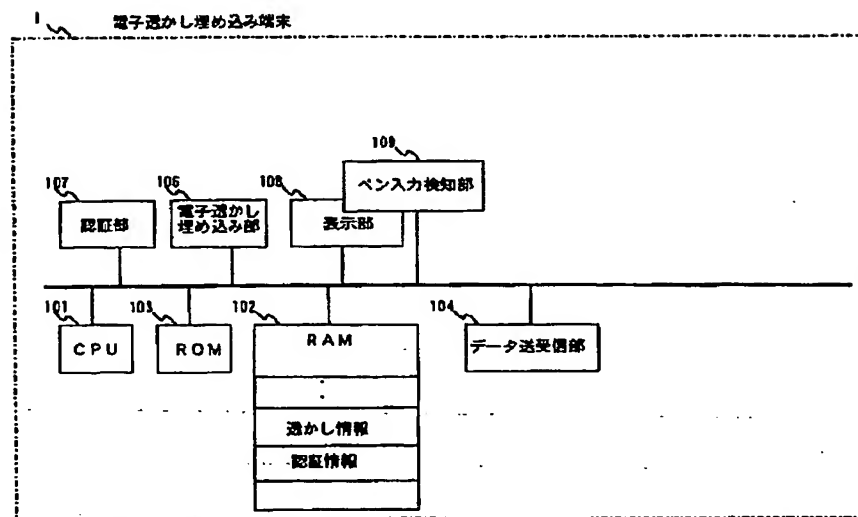 1
電子透かし埋め込み端末
109
ペン入力検知部
107
認証部
106
電子透かし
埋め込み部
108
表示部
101
CPU
103
ROM
102
RAM
透かし情報
認証情報
104
データ送受信部